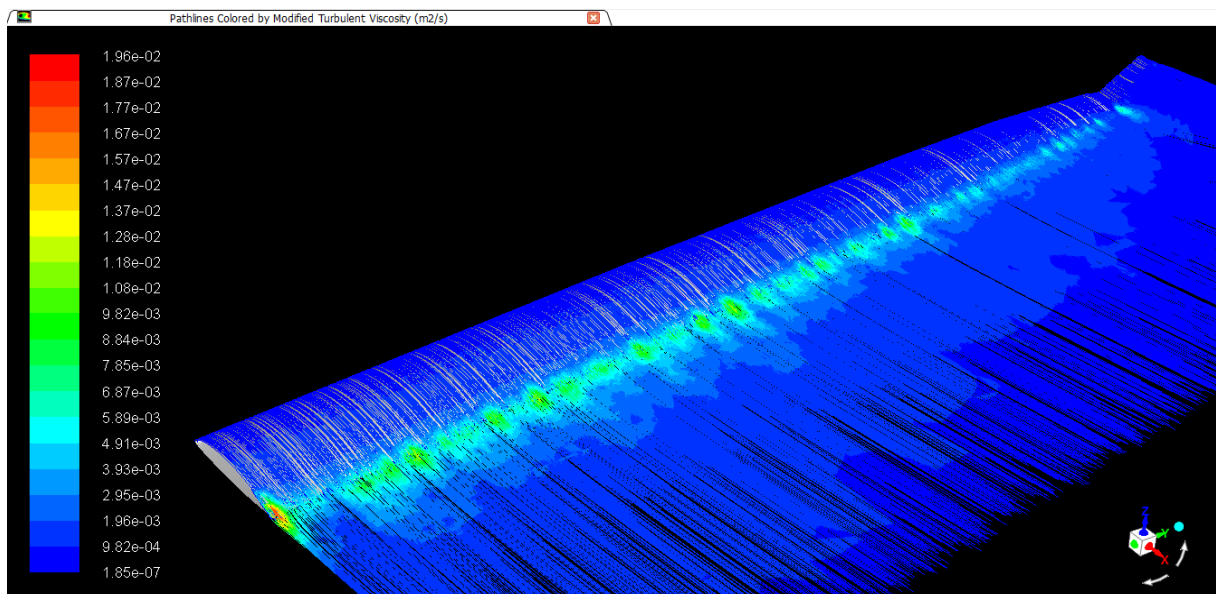 Pathlines Colored by Modified Turbulent Viscosity (m2/s)
1.96e-02
1.87e-02
1.77e-02
1.67e-02
1.57e-02
1.47e-02
1.37e-02
1.28e-02
1.18e-02
1.08e-02
9.82e-03
8.84e-03
7.85e-03
6.87e-03
5.89e-03
4.91e-03
3.93e-03
2.95e-03
1.96e-03
9.82e-04
1.85e-07
Z
Y
X